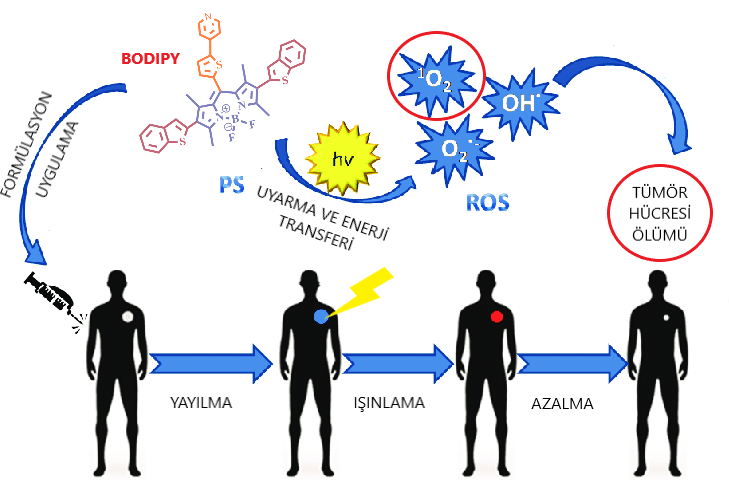 BODIPY
N
S
S
S
N
N
B
F
F
PS
FORMÜLASYON
UYGULAMA
hv
UYARMA VE ENERJİ
TRANSFERİ
¹O₂
OH•
O₂•-
ROS
TÜMÖR
HÜCRESİ
ÖLÜMÜ
YAYILMA
IŞINLAMA
AZALMA